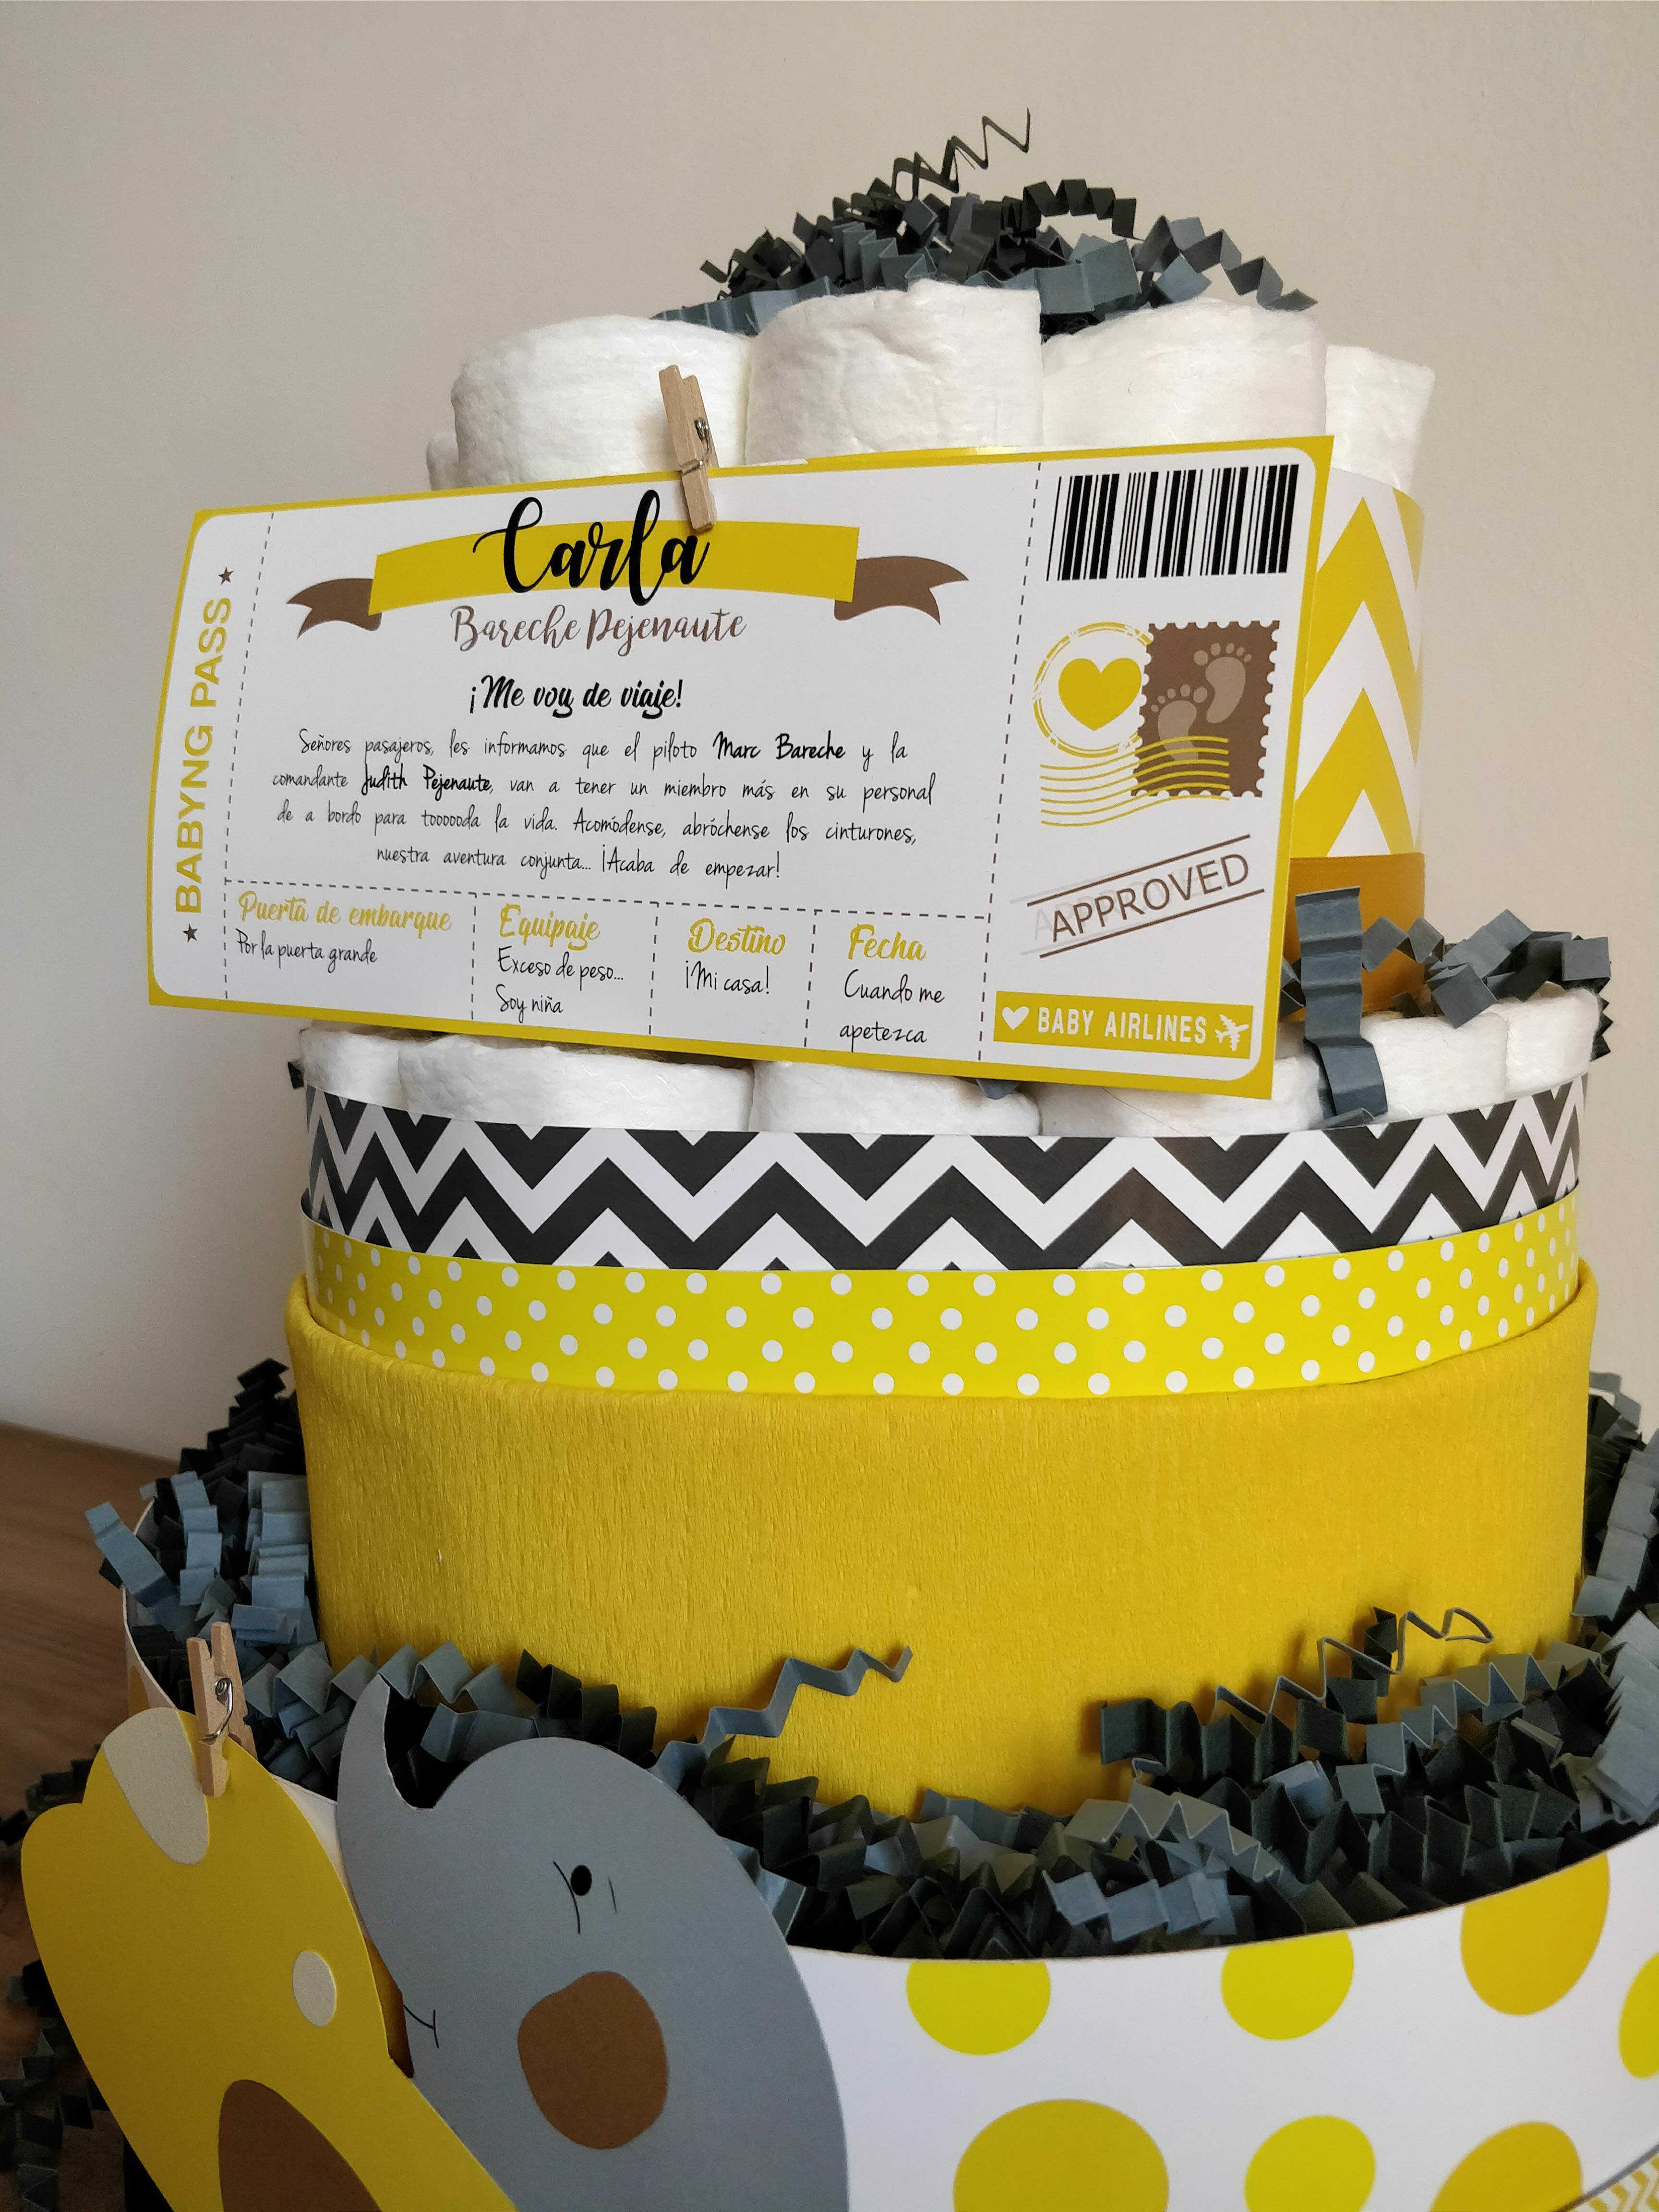 ★ BABYNG PASS ★
Carla
Bareche Pejenaute
¡Me voy de viaje!
Señores pasajeros, les informamos que el piloto Marc Bareche y la
comandante Judith Pejenaute, van a tener un miembro más en su personal
de a bordo para toooooda la vida. Acomódense, abróchense los cinturones,
nuestra aventura conjunta... ¡Acaba de empezar!
Puerta de embarque
Por la puerta grande
Equipaje
Exceso de peso...
Soy niña
Destino
¡Mi casa!
Fecha
Cuando me
apetezca
APPROVED
BABY AIRLINES